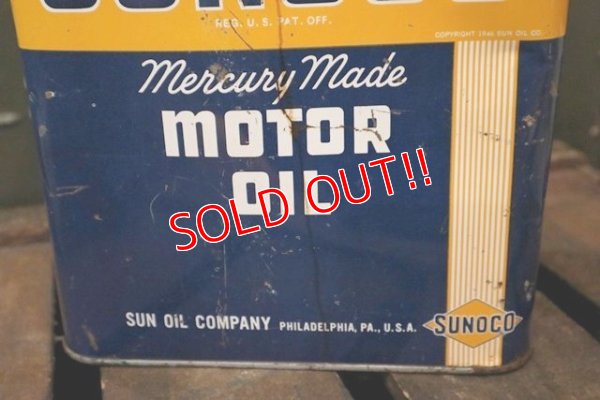 SUNOCO
REG. U. S. PAT. OFF.
COPYRIGHT 1946 SUN OIL CO.
Mercury Made
MOTOR
OIL
SOLD OUT!!
SUN OIL COMPANY PHILADELPHIA, PA., U.S.A.
SUNOCO